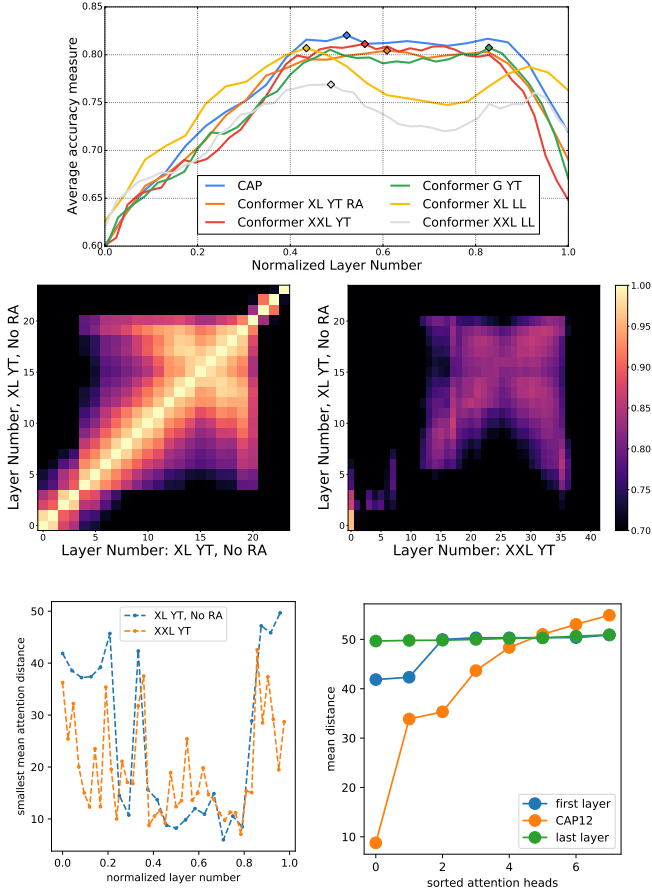 Average accuracy measure
0.85
0.80
0.75
0.70
0.65
0.60
CAP
Conformer XL YT RA
Conformer XXL YT
Conformer G YT
Conformer XL LL
Conformer XXL LL
0.0 0.2 0.4 0.6 0.8 1.0
Normalized Layer Number
Layer Number, XL YT, No RA
20
15
10
5
0
0 5 10 15 20
Layer Number: XL YT, No RA
Layer Number, XL YT, No RA
20
15
10
5
0
0 5 10 15 20 25 30 35 40
Layer Number: XXL YT
1.00
0.95
0.90
0.85
0.80
0.75
0.70
smallest mean attention distance
50
40
30
20
10
XL YT, No RA
XXL YT
0.0 0.2 0.4 0.6 0.8 1.0
normalized layer number
mean distance
50
40
30
20
10
first layer
CAP12
last layer
0 2 4 6
sorted attention heads